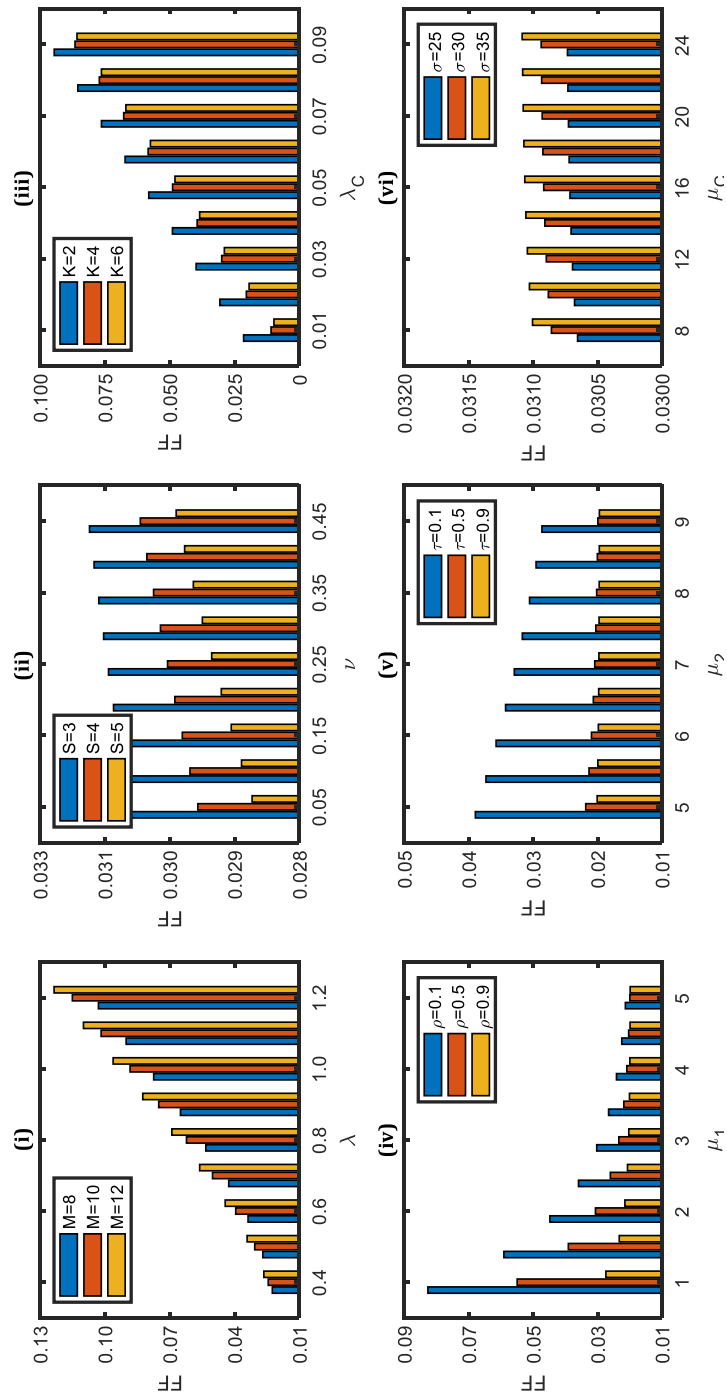 (i)
M=8
M=10
M=12
0.13
0.10
0.07
0.04
0.01
FF
0.4
0.6
0.8
1.0
1.2
λ
(ii)
S=3
S=4
S=5
0.033
0.031
0.030
0.029
0.028
FF
0.05
0.15
0.25
0.35
0.45
ν
(iii)
K=2
K=4
K=6
0.100
0.075
0.050
0.025
0
FF
0.01
0.03
0.05
0.07
0.09
λC
(iv)
ρ=0.1
ρ=0.5
ρ=0.9
0.09
0.07
0.05
0.03
0.01
FF
1
2
3
4
5
μ1
(v)
τ=0.1
τ=0.5
τ=0.9
0.05
0.04
0.03
0.02
0.01
FF
5
6
7
8
9
μ2
(vi)
σ=25
σ=30
σ=35
0.0320
0.0315
0.0310
0.0305
0.0300
FF
8
12
16
20
24
μC